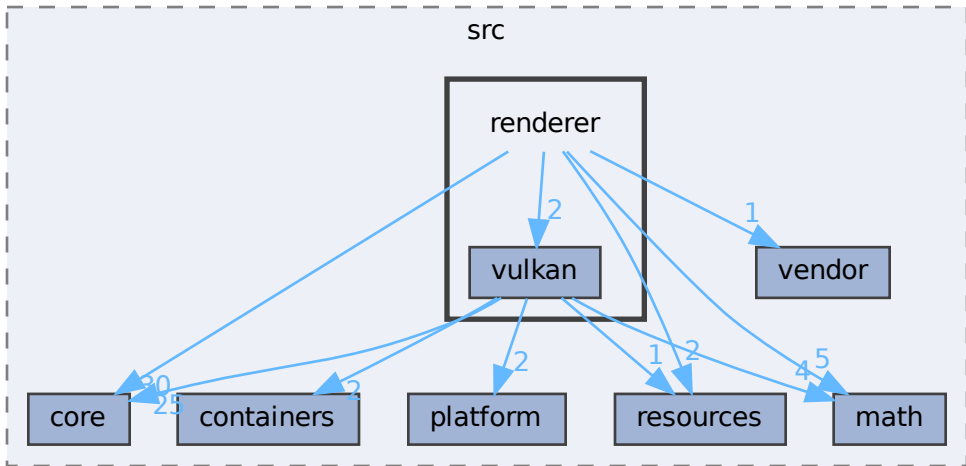 src
renderer
1
2
vulkan
vendor
2
1
2
5
4
30
25
2
core
containers
platform
resources
math